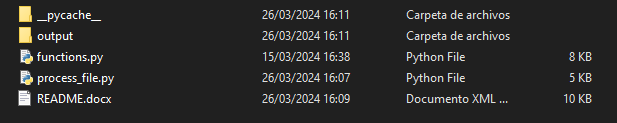 __pycache__ 26/03/2024 16:11 Carpeta de archivos
output 26/03/2024 16:11 Carpeta de archivos
functions.py 15/03/2024 16:38 Python File 8 KB
process_file.py 26/03/2024 16:07 Python File 5 KB
README.docx 26/03/2024 16:09 Documento XML ... 10 KB